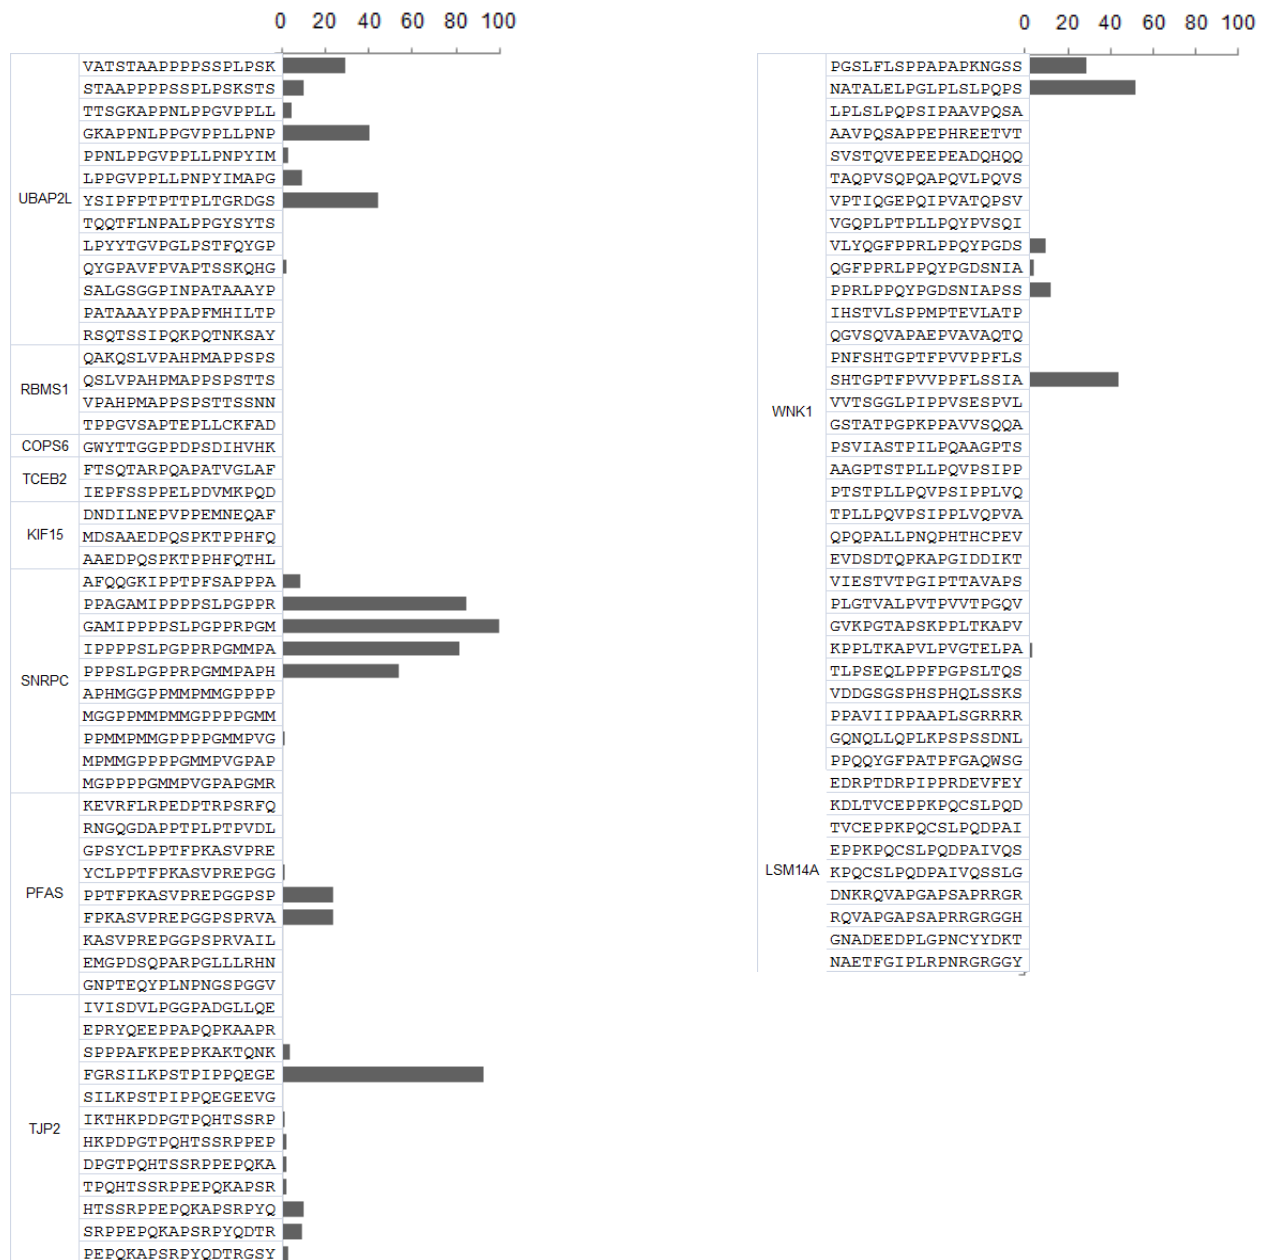 0 20 40 60 80 100
UBAP2L
VATSTAAPPPPSSPLPSK
STAAPPPPSSPLPSKSTS
TTSGKAPPNLPPGVPPLL
GKAPPNLPPGVPPLLPNP
PPNLPPGVPPLLPNPYIM
LPPGVPPLLPNPYIMAPG
YSIPFPTPTTPLTGRDGS
TQQTFLNPALPPGYSYTS
LPYYTGVPGLPSTFQYGP
QYGPAVFPVAPTSSKQHG
SALGSGGPINPATAAAYP
PATAAAYPPAPFMHILTP
RSQTSSIPQKPQTNKSAY
RBMS1
QAKQSLVPAHPMAPPSPS
QSLVPAHPMAPPSPSTTS
VPAHPMAPPSPSTTSSNN
TPPGVSAPTEPLLCKFAD
COPS6
GWYTTGGPPDPSDIHVHK
TCEB2
FTSQTARPQAPATVGLAF
IEPFSSPPELPDVMKPQD
KIF15
DNDILNEPVPPEMNEQAF
MDSAAEDPQSPKTPPHFQ
AAEDPQSPKTPPHFQTHL
SNRPC
AFQQGKIPPTPFSAPPPA
PPAGAMIPPPPSLPGPPR
GAMIPPPPSLPGPPRPGM
IPPPPSLPGPPRPGMMPA
PPPSLPGPPRPGMMPAPH
APHMGGPPMMPMMGPPPP
MGGPPMMPMMGPPPPGMM
PPMMPMMGPPPPGMMPVG
MPMMGPPPPGMMPVGPAP
MGPPPPGMMPVGPAPGMR
PFAS
KEVRFLRPEDPTRPSRFQ
RNGQGDAPPTPLPTPVDL
GPSYCLPPTFPKASVPRE
YCLPPTFPKASVPREPGG
PPTFPKASVPREPGGPSP
FPKASVPREPGGPSPRVA
KASVPREPGGPSPRVAIL
EMGPDSQPARPGLLLRHN
GNPTEQYPLNPNGSPGGV
TJP2
IVISDVLPGGPADGLLQE
EPRYQEEPPAPQPKAAPR
SPPPAFKPEPPKAKTQNK
FGRSILKPSTPIPPQEGE
SILKPSTPIPPQEGEEVG
IKTHKPDPGTPQHTSSRP
HKPDPGTPQHTSSRPPEP
DPGTPQHTSSRPPEPQKA
TPQHTSSRPPEPQKAPSR
HTSSRPPEPQKAPSRPYQ
SRPPEPQKAPSRPYQDTR
PEPQKAPSRPYQDTRGSY
0 20 40 60 80 100
WNK1
PGSLFLSPPAPAPKNGSS
NATALELPGLPLSLPQPS
LPLSLPQPSIPAAVPQSA
AAVPQSAPPEPHREETVT
SVSTQVEPEEPEADQHQQ
TAQPVSQPQAPQVLPQVS
VPTIQGEPQIPVATQPSV
VGQPLPTPLLPQYPVSQI
VLYQGFPPRLPPQYPGDS
QGFPPRLPPQYPGDSNIA
PPRLPPQYPGDSNIAPSS
IHSTVLSPPMPTEVLATP
QGVSQVAPAEPVAVAQTQ
PNFSHTGPTFPVVPPFLS
SHTGPTFPVVPPFLSSIA
VVTSGGLPIPPVSESPVL
GSTATPGPKPPAVVSQQA
PSVIASTPILPQAAGPTS
AAGPTSTPLLPQVPSIPP
PTSTPLLPQVPSIPPLVQ
TPLLPQVPSIPPLVQPVA
QPQPALLPNQPHTHCPEV
EVDSDTQPKAPGIDDIKT
VIESTVTPGIPTTAVAPS
PLGTVALPVTPVVTPGQV
GVKPGTAPSKPPLTKAPV
KPPLTKAPVLPVGTELPA
TLPSEQLPPFPGPSLTQS
VDDGSGSPHSPHQLSSKS
PPAVIIPPAAPLSGRRRR
GQNQLLQPLKPSPSSDNL
PPQQYGFPATPFGAQWSG
LSM14A
EDRPTDRPIPPRDEVFEY
KDLTVCEPPKPQCSLPQD
TVCEPPKPQCSLPQDPAI
EPPKPQCSLPQDPAIVQS
KPQCSLPQDPAIVQSSLG
DNKRQVAPGAPSAPRRGR
RQVAPGAPSAPRRGRGGH
GNADEEDPLGPNCYYDKT
NAETFGIPLRPNRGRGGY